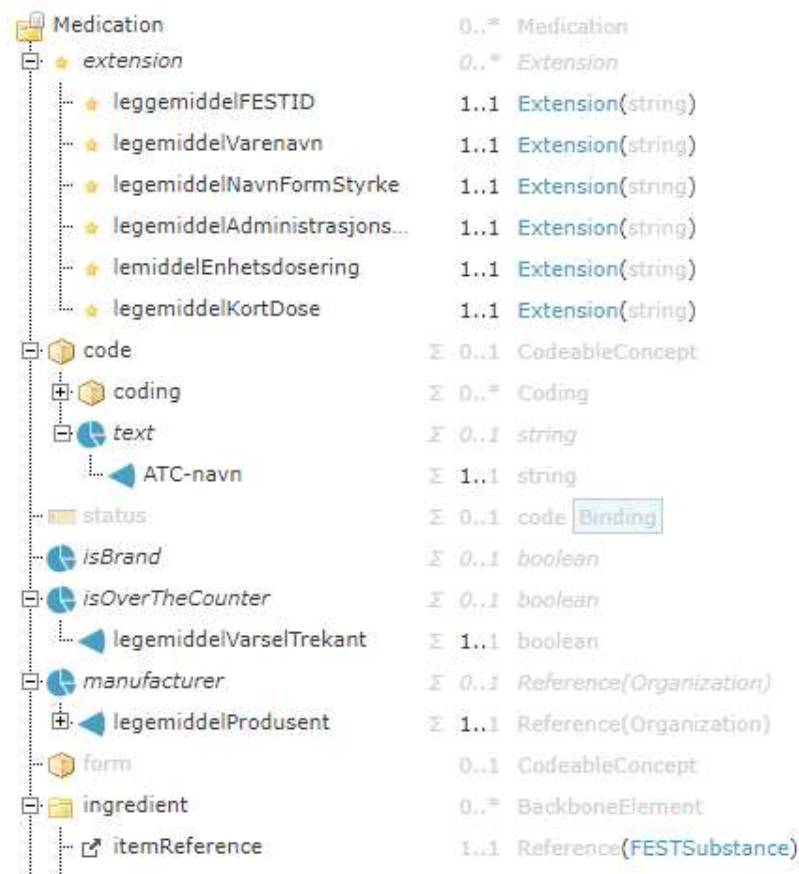 Medication 0..* Medication
extension 0..* Extension
leggemiddelFESTID 1..1 Extension(string)
legemiddelVarenavn 1..1 Extension(string)
legemiddelNavnFormStyrke 1..1 Extension(string)
legemiddelAdministrasjons... 1..1 Extension(string)
lemiddelEnhetsdosering 1..1 Extension(string)
legemiddelKortDose 1..1 Extension(string)
code Σ 0..1 CodeableConcept
coding Σ 0..* Coding
text Σ 0..1 string
ATC-navn Σ 1..1 string
status Σ 0..1 code Binding
isBrand Σ 0..1 boolean
isOverTheCounter Σ 0..1 boolean
legemiddelVarselTrekant Σ 1..1 boolean
manufacturer Σ 0..1 Reference(Organization)
legemiddelProdusent Σ 1..1 Reference(Organization)
form 0..1 CodeableConcept
ingredient 0..* BackboneElement
itemReference 1..1 Reference(FESTSubstance)